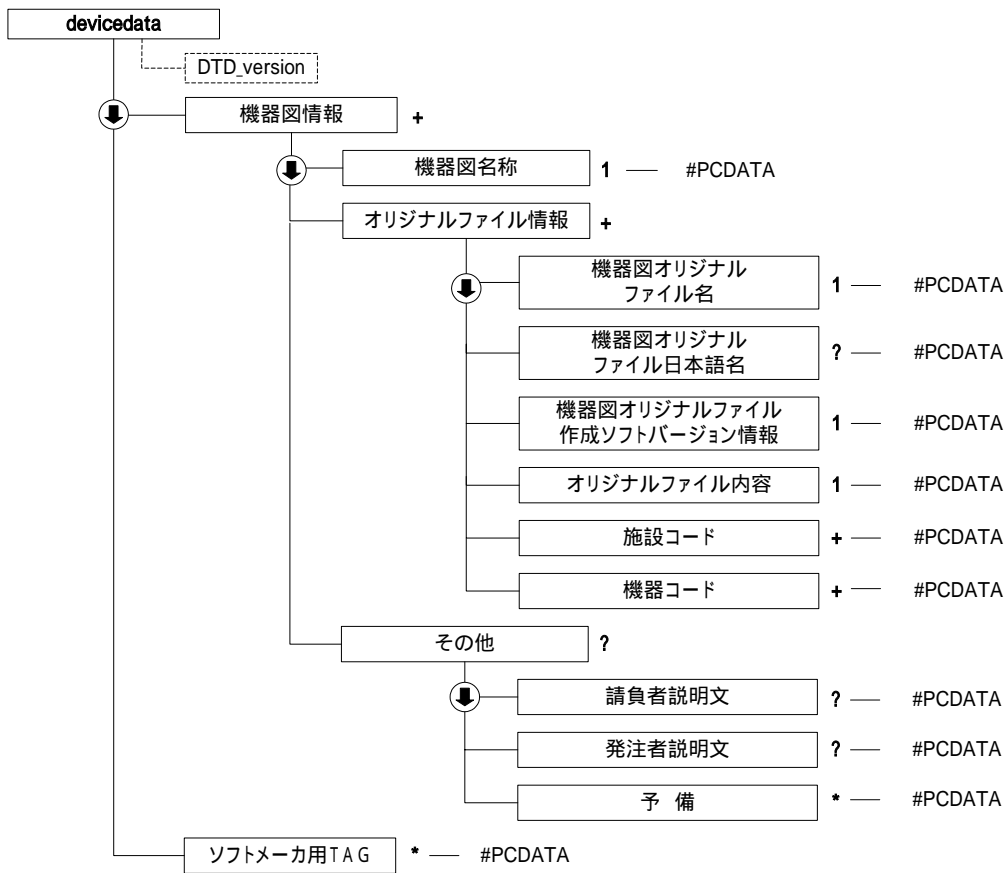 devicedata
DTD_version
機器図情報 +
機器図名称 1 #PCDATA
オリジナルファイル情報 +
機器図オリジナル
ファイル名 1 #PCDATA
機器図オリジナル
ファイル日本語名 ? #PCDATA
機器図オリジナルファイル
作成ソフトバージョン情報 1 #PCDATA
オリジナルファイル内容 1 #PCDATA
施設コード + #PCDATA
機器コード + #PCDATA
その他 ?
請負者説明文 ? #PCDATA
発注者説明文 ? #PCDATA
予 備 * #PCDATA
ソフトメーカ用TAG * #PCDATA